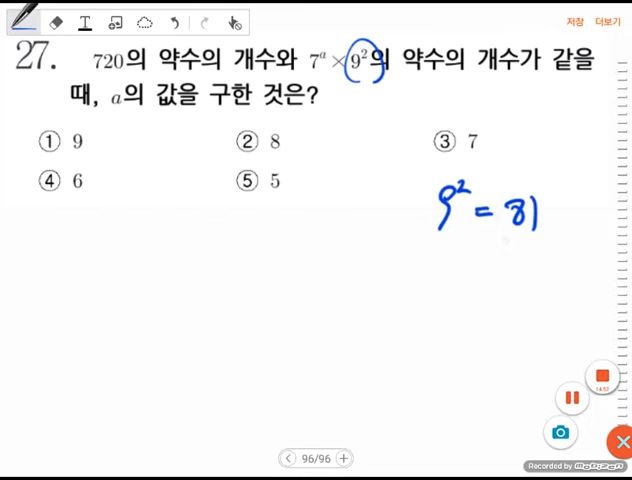 저장 더보기
27. 720의 약수의 개수와 7^a × 9^2의 약수의 개수가 같을
때, a의 값을 구한 것은?
① 9 ② 8 ③ 7
④ 6 ⑤ 5
9^2 = 81
14:52
96/96
Recorded by Mobizen